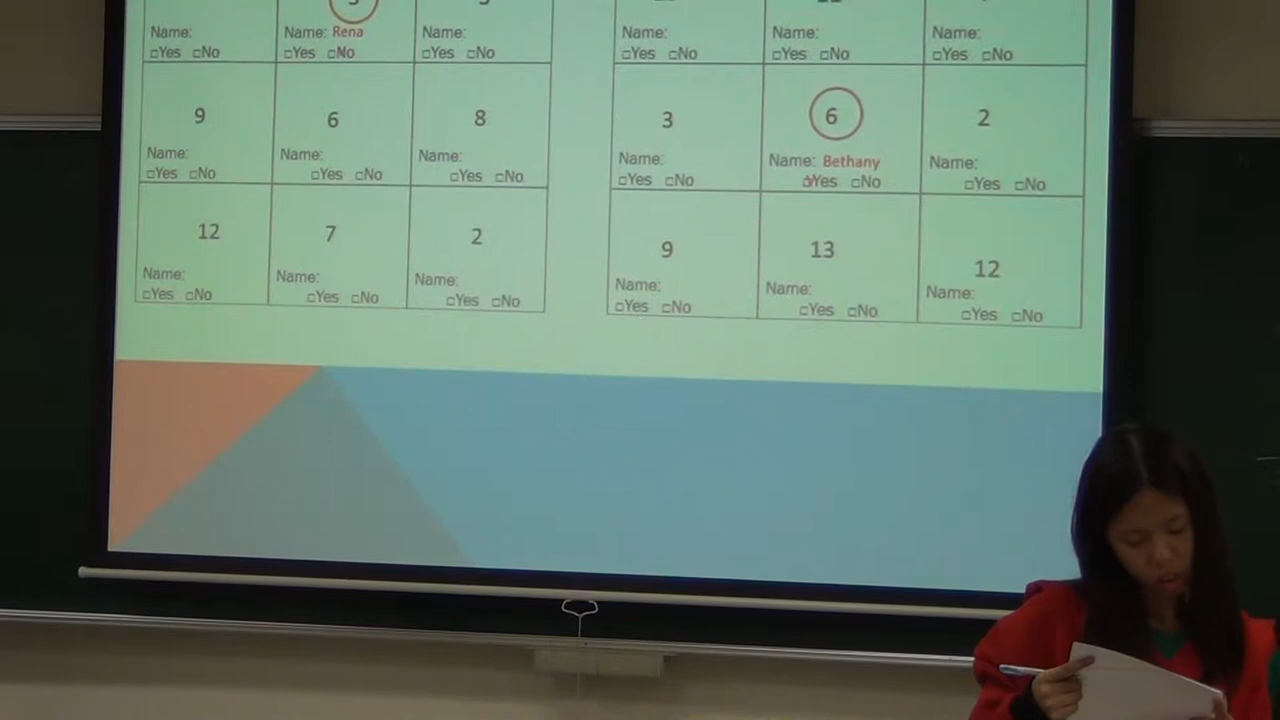 Name:
□Yes □No
Name: Rena
□Yes □No
Name:
□Yes □No
9
Name:
□Yes □No
6
Name:
□Yes □No
8
Name:
□Yes □No
12
Name:
□Yes □No
7
Name:
□Yes □No
2
Name:
□Yes □No
Name:
□Yes □No
Name:
□Yes □No
Name:
□Yes □No
3
Name:
□Yes □No
6
Name: Bethany
□Yes □No
2
Name:
□Yes □No
9
Name:
□Yes □No
13
Name:
□Yes □No
12
Name:
□Yes □No